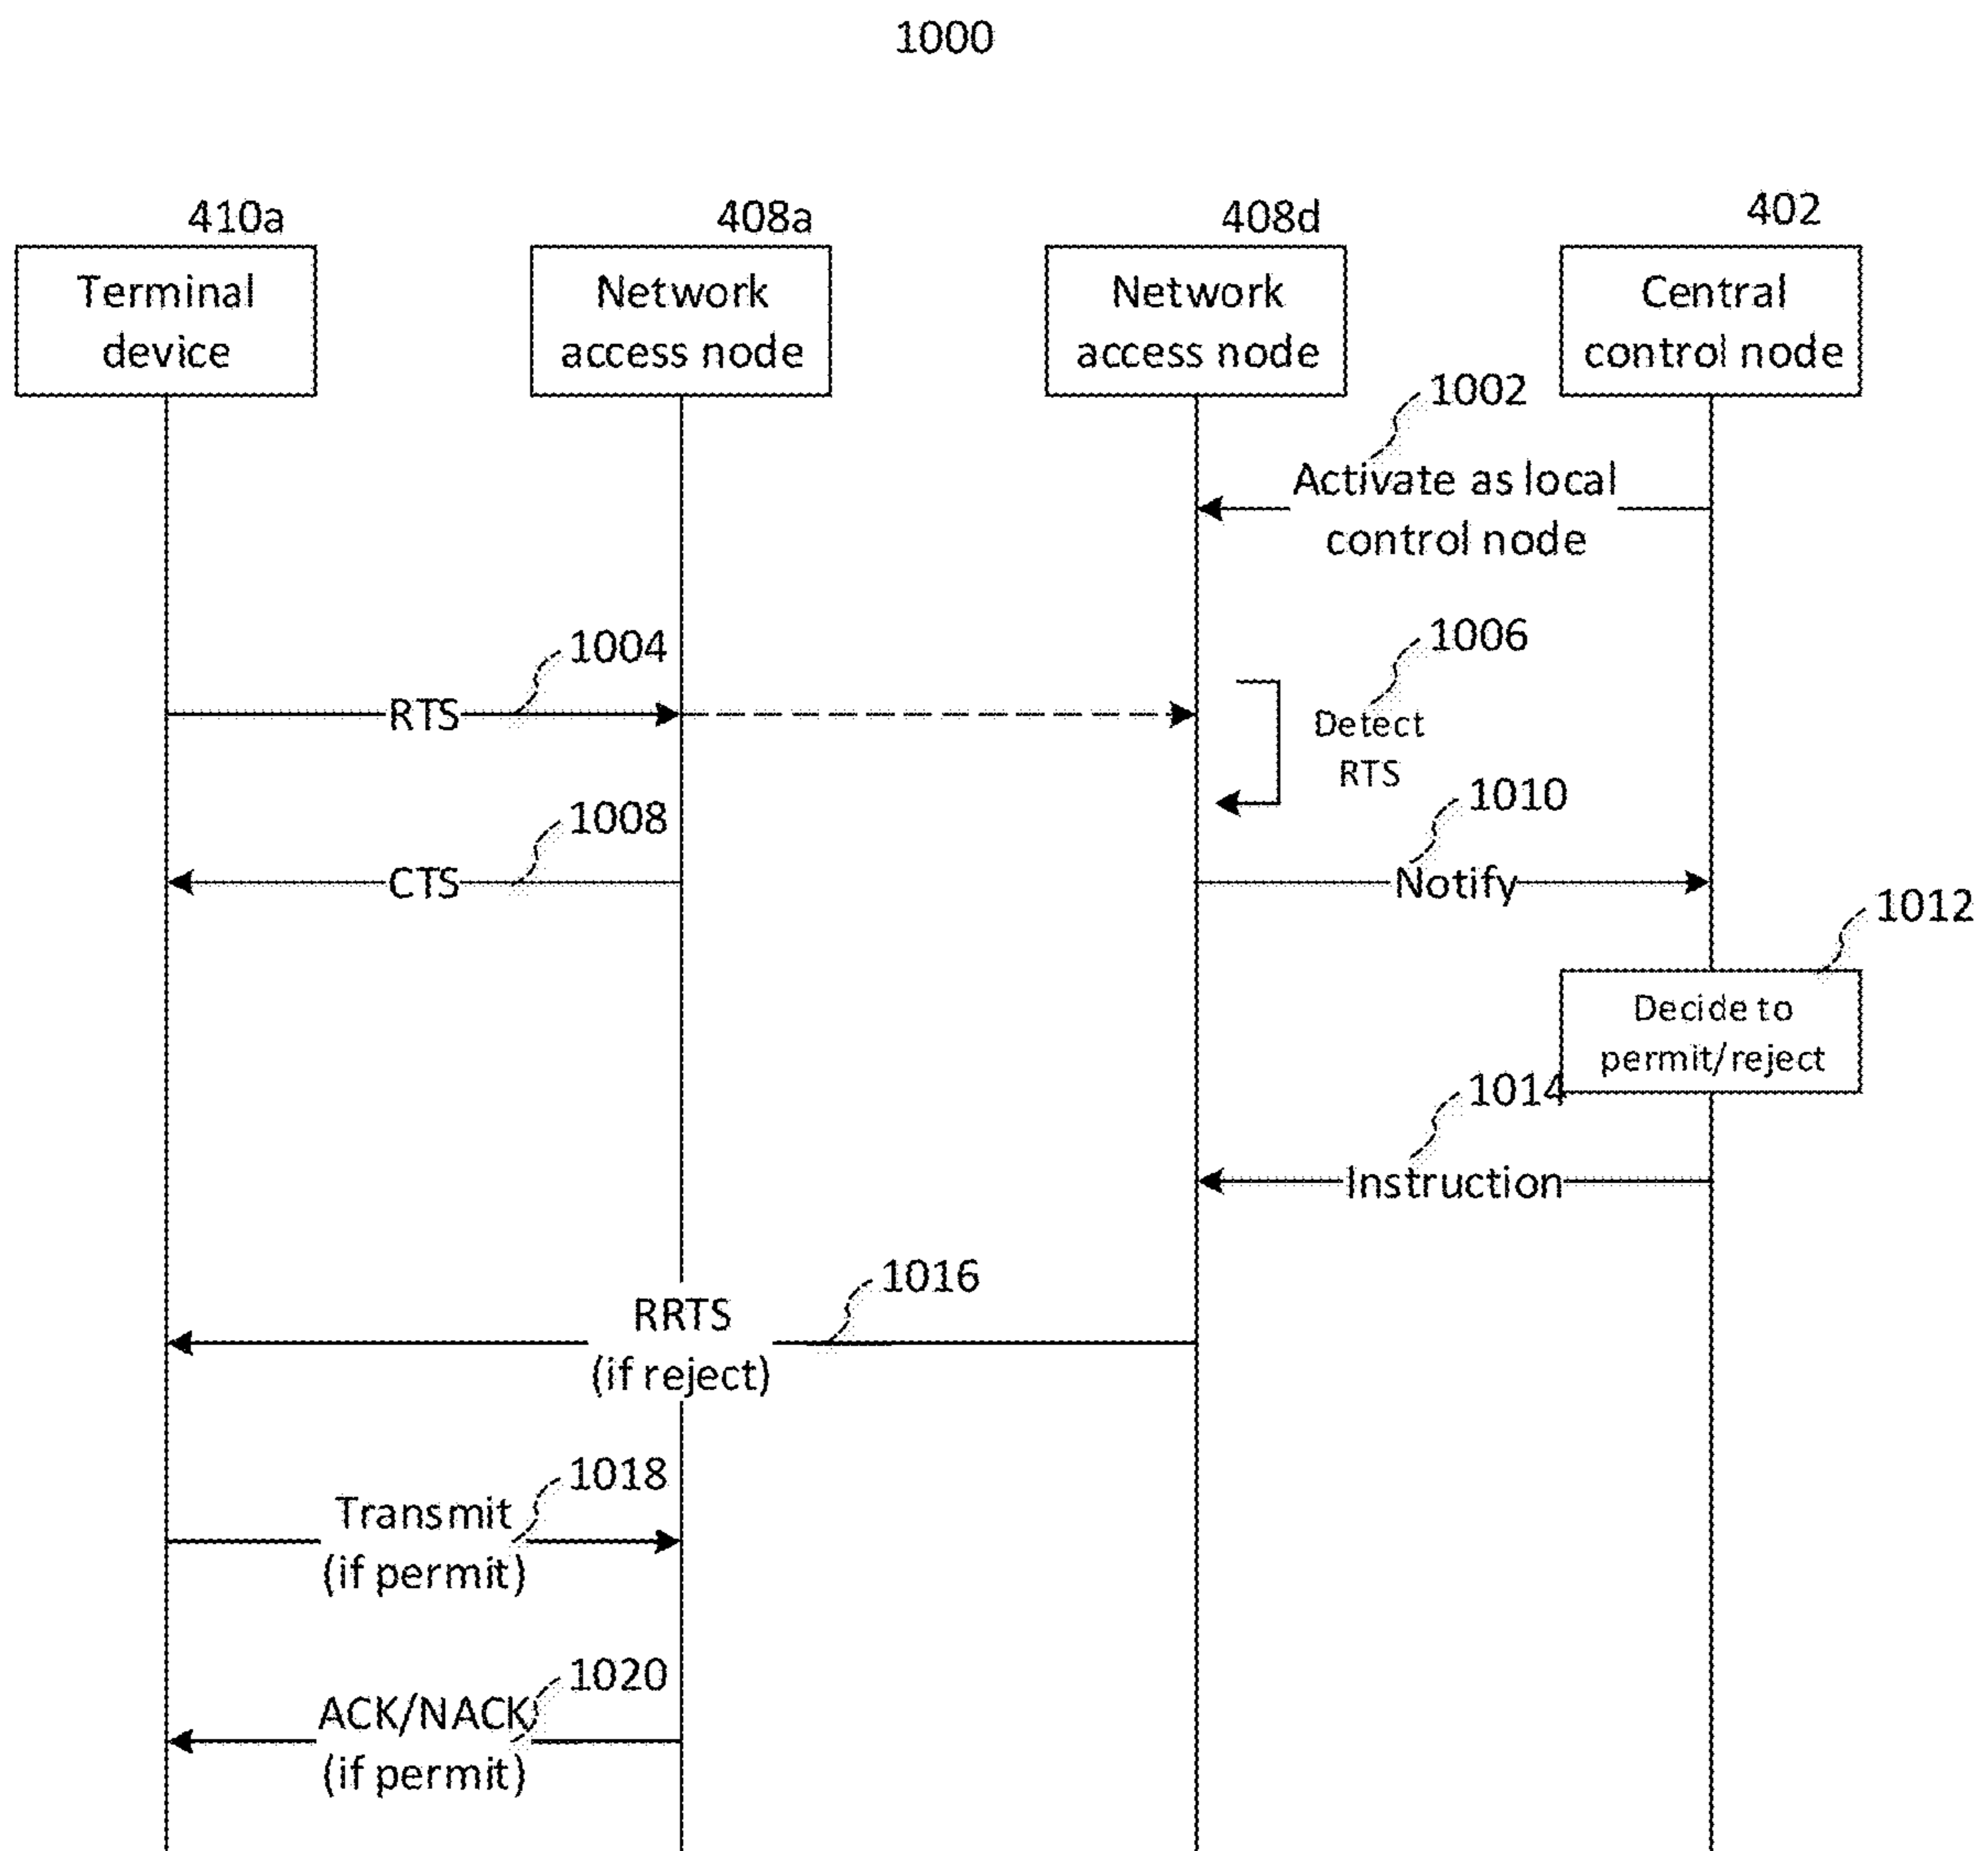 1000
410a
408a
408d
402
Terminal
device
Network
access node
Network
access node
Central
control node
1002
Activate as local
control node
1004
RTS
1006
Detect
RTS
1008
CTS
1010
Notify
1012
Decide to
permit/reject
1014
Instruction
1016
RRTS
(if reject)
1018
Transmit
(if permit)
1020
ACK/NACK
(if permit)